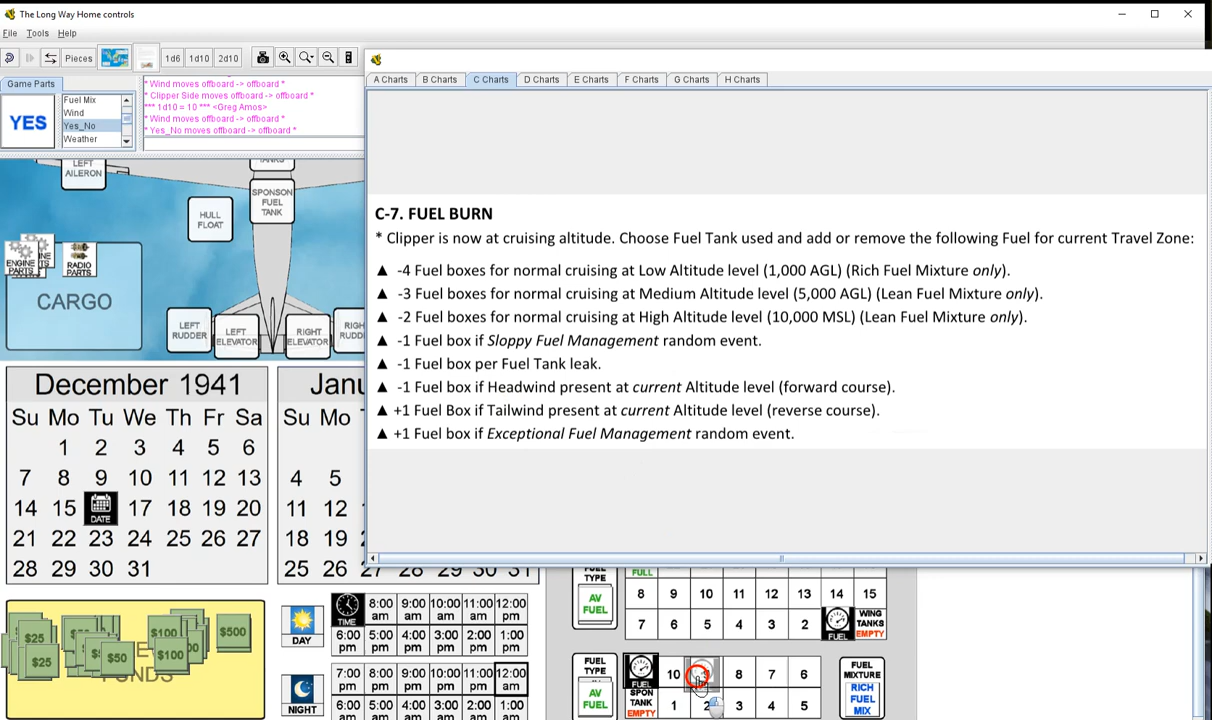 The Long Way Home controls
File Tools Help
Pieces 1d6 1d10 2d10
A Charts B Charts C Charts D Charts E Charts F Charts G Charts H Charts
Game Parts
YES
Fuel Mix
Wind
Yes_No
Weather
* Wind moves offboard -> offboard *
* Clipper Side moves offboard -> offboard *
*** 1d10 = 10 *** <Greg Amos>
* Wind moves offboard -> offboard *
* Yes_No moves offboard -> offboard *
LEFT AILERON
TANKS
SPONSON FUEL TANK
HULL FLOAT
ENGINE PARTS
RADIO PARTS
CARGO
LEFT RUDDER
LEFT ELEVATOR
RIGHT ELEVATOR
C-7. FUEL BURN
* Clipper is now at cruising altitude. Choose Fuel Tank used and add or remove the following Fuel for current Travel Zone:
▲ -4 Fuel boxes for normal cruising at Low Altitude level (1,000 AGL) (Rich Fuel Mixture only).
▲ -3 Fuel boxes for normal cruising at Medium Altitude level (5,000 AGL) (Lean Fuel Mixture only).
▲ -2 Fuel boxes for normal cruising at High Altitude level (10,000 MSL) (Lean Fuel Mixture only).
▲ -1 Fuel box if Sloppy Fuel Management random event.
▲ -1 Fuel box per Fuel Tank leak.
▲ -1 Fuel box if Headwind present at current Altitude level (forward course).
▲ +1 Fuel Box if Tailwind present at current Altitude level (reverse course).
▲ +1 Fuel box if Exceptional Fuel Management random event.
December 1941
Su Mo Tu We Th Fr Sa
1 2 3 4 5 6
7 8 9 10 11 12 13
14 15 DATE 17 18 19 20
21 22 23 24 25 26 27
28 29 30 31
Su Mo
4 5
11 12
18 19
25 26 27 28 29 30 31
$25 $100 $500
$25 $50 $100
FUNDS
DAY
TIME 8:00 am 9:00 am 10:00 am 11:00 am 12:00 pm
6:00 pm 5:00 pm 4:00 pm 3:00 pm 2:00 pm 1:00 pm
NIGHT
7:00 pm 8:00 pm 9:00 pm 10:00 pm 11:00 pm 12:00 am
6:00 5:00 4:00 3:00 2:00 1:00
FUEL TYPE
AV FUEL
FULL
8 9 10 11 12 13 14 15
7 6 5 4 3 2 FUEL WING TANKS EMPTY
FUEL TYPE
AV FUEL
FUEL 10 8 7 6
SPON TANK EMPTY 1 2 3 4 5
FUEL MIXTURE
RICH FUEL MIX